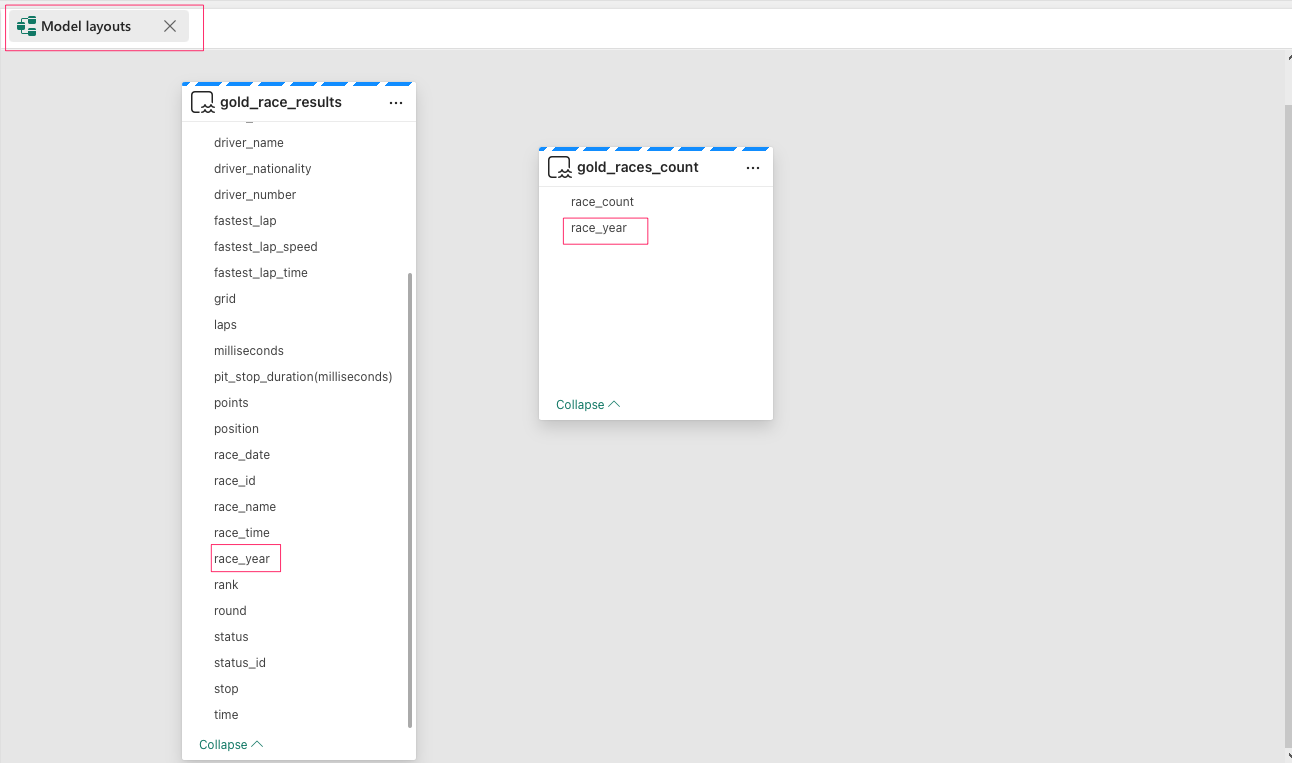 Model layouts
gold_race_results
driver_name
driver_nationality
driver_number
fastest_lap
fastest_lap_speed
fastest_lap_time
grid
laps
milliseconds
pit_stop_duration(milliseconds)
points
position
race_date
race_id
race_name
race_time
race_year
rank
round
status
status_id
stop
time
Collapse
gold_races_count
race_count
race_year
Collapse